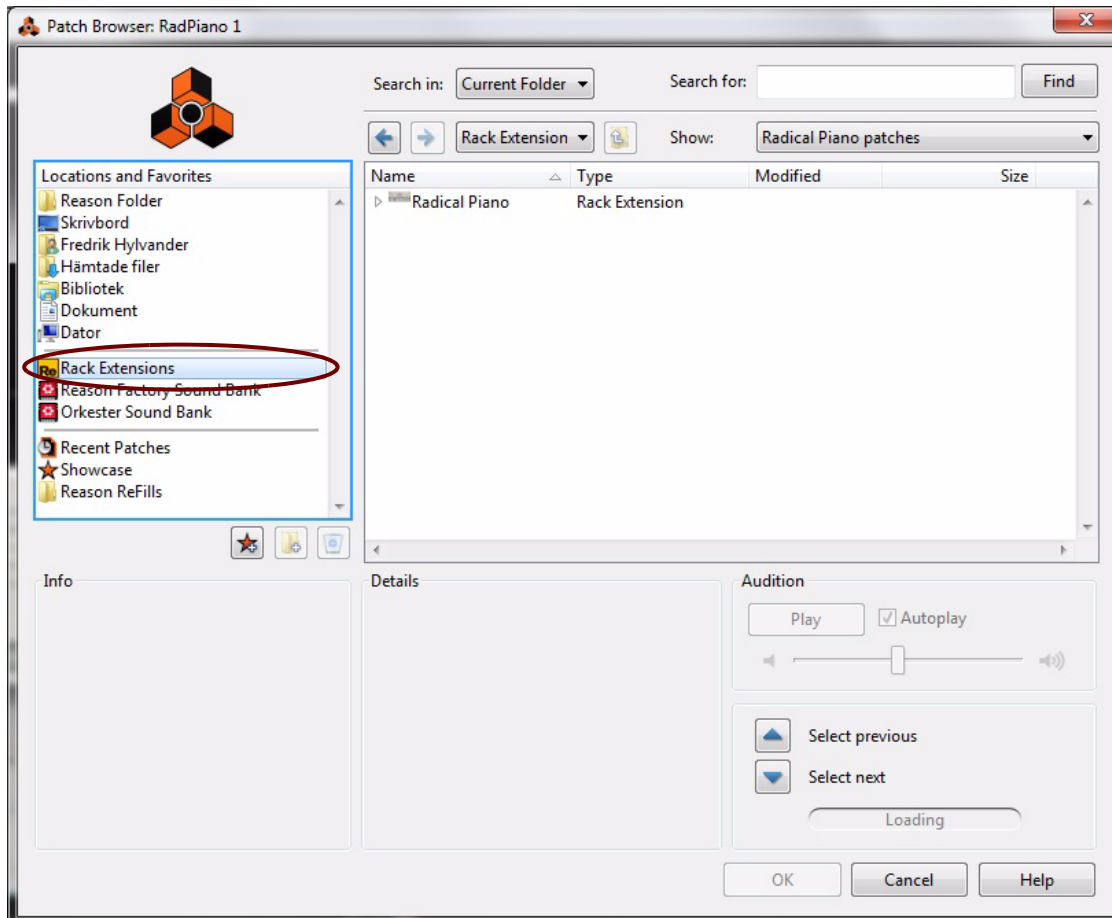 Patch Browser: RadPiano 1
Search in: Current Folder Search for: Find
Rack Extension Show: Radical Piano patches
Locations and Favorites
Reason Folder
Skrivbord
Fredrik Hylvander
Hämtade filer
Bibliotek
Dokument
Dator
Re Rack Extensions
Reason Factory Sound Bank
Orkester Sound Bank
Recent Patches
Showcase
Reason ReFills
Name Type Modified Size
Radical Piano Rack Extension
Info
Details
Audition
Play Autoplay
Select previous
Select next
Loading
OK Cancel Help